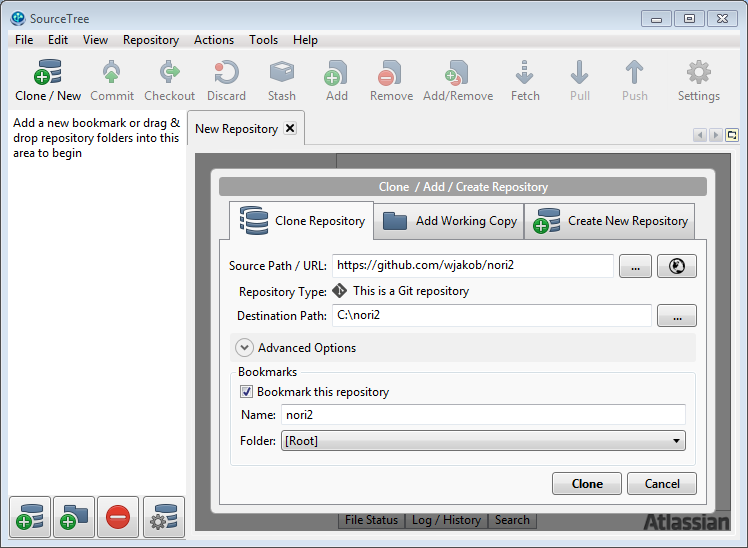 SourceTree
File Edit View Repository Actions Tools Help
Clone / New Commit Checkout Discard Stash Add Remove Add/Remove Fetch Pull Push Settings
Add a new bookmark or drag &
drop repository folders into this
area to begin
New Repository
Clone / Add / Create Repository
Clone Repository Add Working Copy Create New Repository
Source Path / URL: https://github.com/wjakob/nori2 ...
Repository Type: This is a Git repository
Destination Path: C:\nori2 ...
Advanced Options
Bookmarks
Bookmark this repository
Name: nori2
Folder: [Root]
Clone Cancel
File Status Log / History Search Atlassian